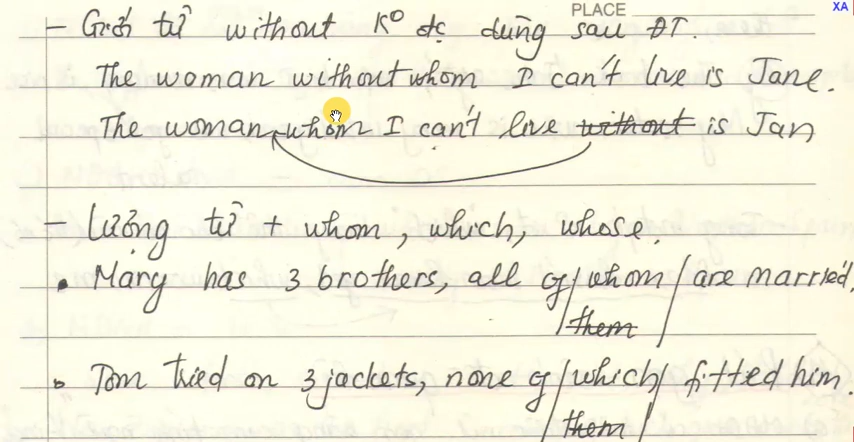 PLACE
XA
- Giới từ without Ko đc dùng sau ĐT.
The woman without whom I can't live is Jane.
The woman whom I can't live without is Jan
- Lượng từ + whom, which, whose.
• Mary has 3 brothers, all of whom are married,
them
• Tom tried on 3 jackets, none of which fitted him.
them